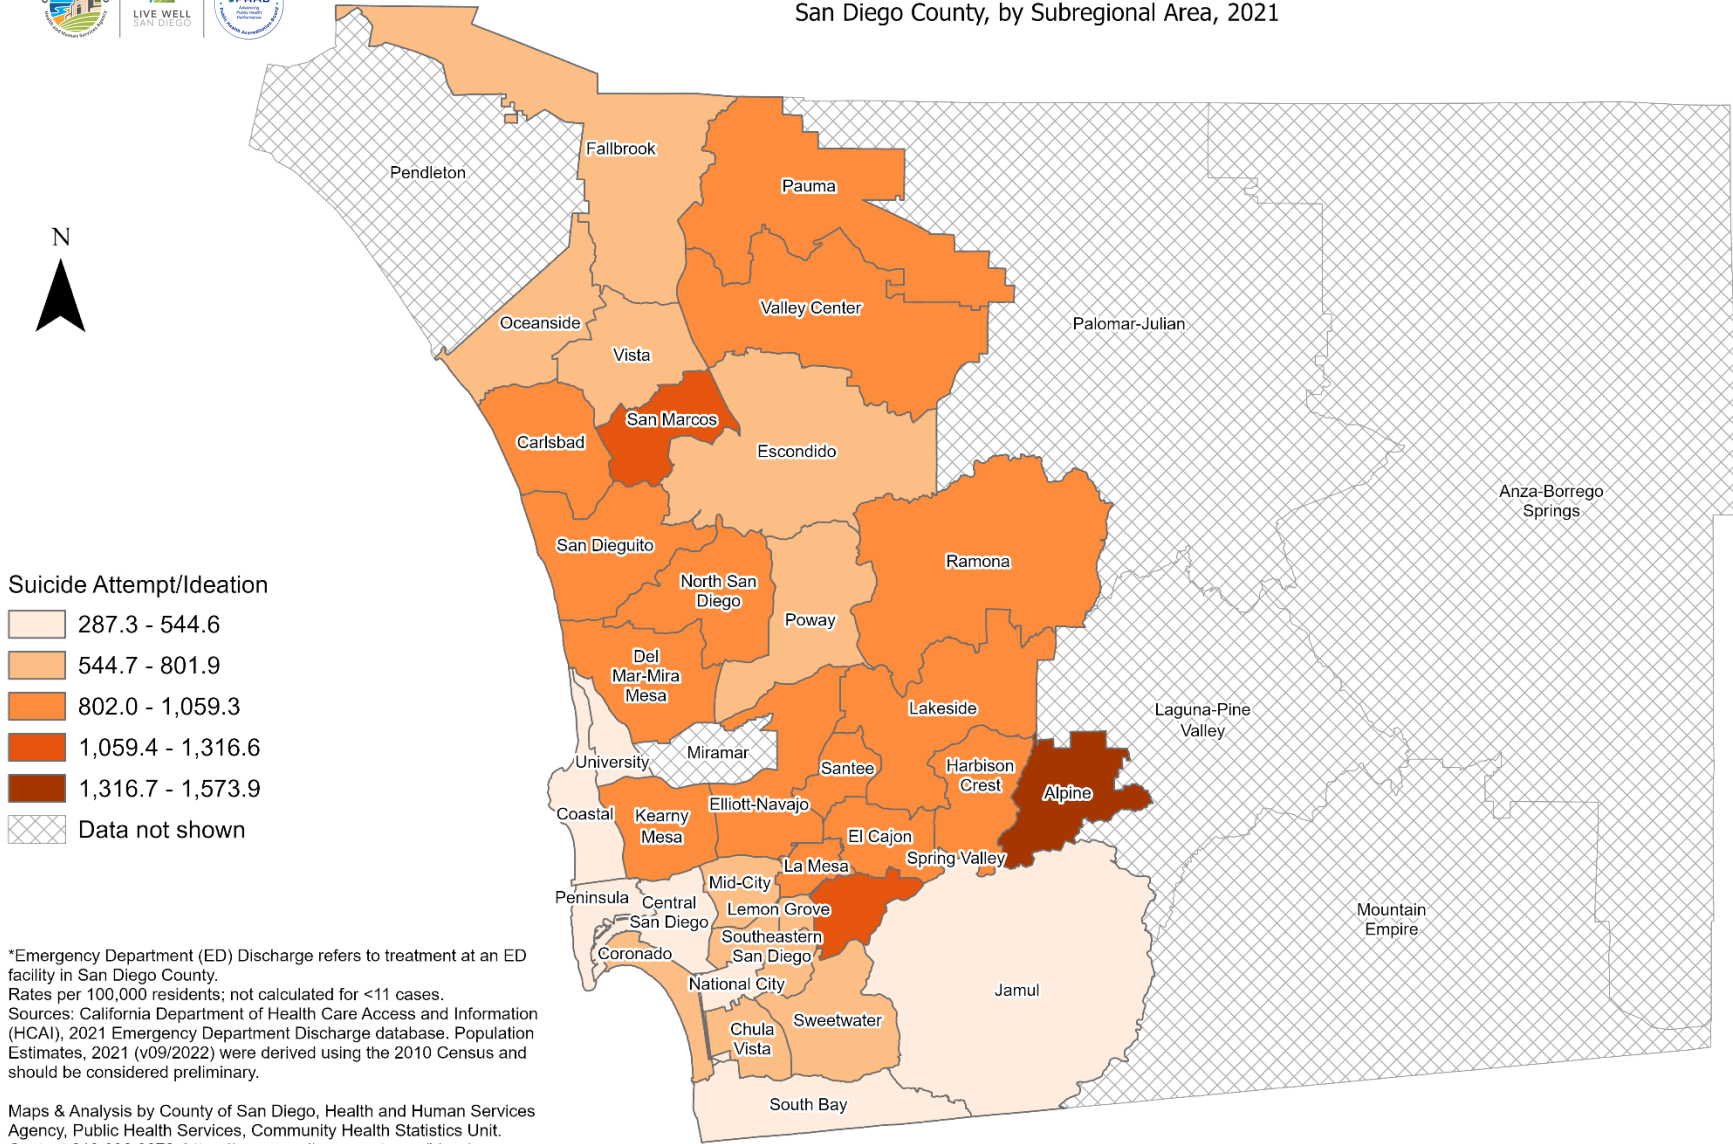 LIVE WELL
SAN DIEGO
San Diego County, by Subregional Area, 2021
N
Pendleton
Fallbrook
Pauma
Valley Center
Oceanside
Vista
Palomar-Julian
San Marcos
Carlsbad
Escondido
Anza-Borrego
Springs
San Dieguito
North San
Diego
Ramona
Poway
Del
Mar-Mira
Mesa
Lakeside
Laguna-Pine
Valley
Miramar
University
Santee
Harbison
Crest
Alpine
Coastal
Kearny
Mesa
Elliott-Navajo
El Cajon
La Mesa
Spring Valley
Mid-City
Peninsula
Central
San Diego
Lemon Grove
Mountain
Empire
Southeastern
San Diego
Coronado
National City
Jamul
Chula
Vista
Sweetwater
South Bay
Suicide Attempt/Ideation
287.3 - 544.6
544.7 - 801.9
802.0 - 1,059.3
1,059.4 - 1,316.6
1,316.7 - 1,573.9
Data not shown
*Emergency Department (ED) Discharge refers to treatment at an ED
facility in San Diego County.
Rates per 100,000 residents; not calculated for <11 cases.
Sources: California Department of Health Care Access and Information
(HCAI), 2021 Emergency Department Discharge database. Population
Estimates, 2021 (v09/2022) were derived using the 2010 Census and
should be considered preliminary.
Maps & Analysis by County of San Diego, Health and Human Services
Agency, Public Health Services, Community Health Statistics Unit.